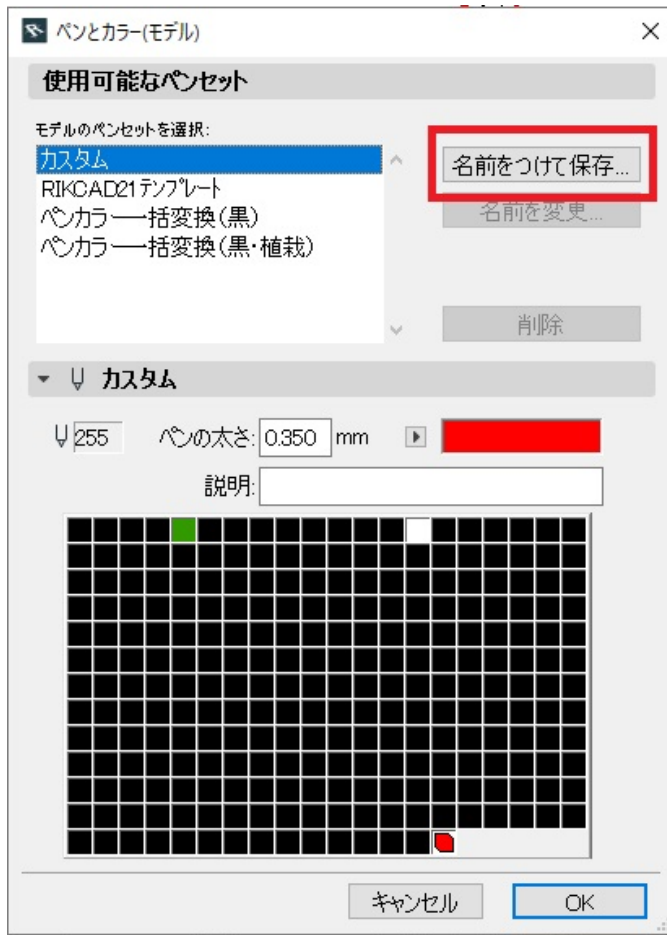 ペンとカラー(モデル)
使用可能なペンセット
モデルのペンセットを選択:
カスタム
RIKCAD21テンプレート
ペンカラー一括変換(黒)
ペンカラー一括変換(黒・植栽)
名前をつけて保存...
名前を変更...
削除
カスタム
255 ペンの太さ: 0.350 mm
説明:
キャンセル OK